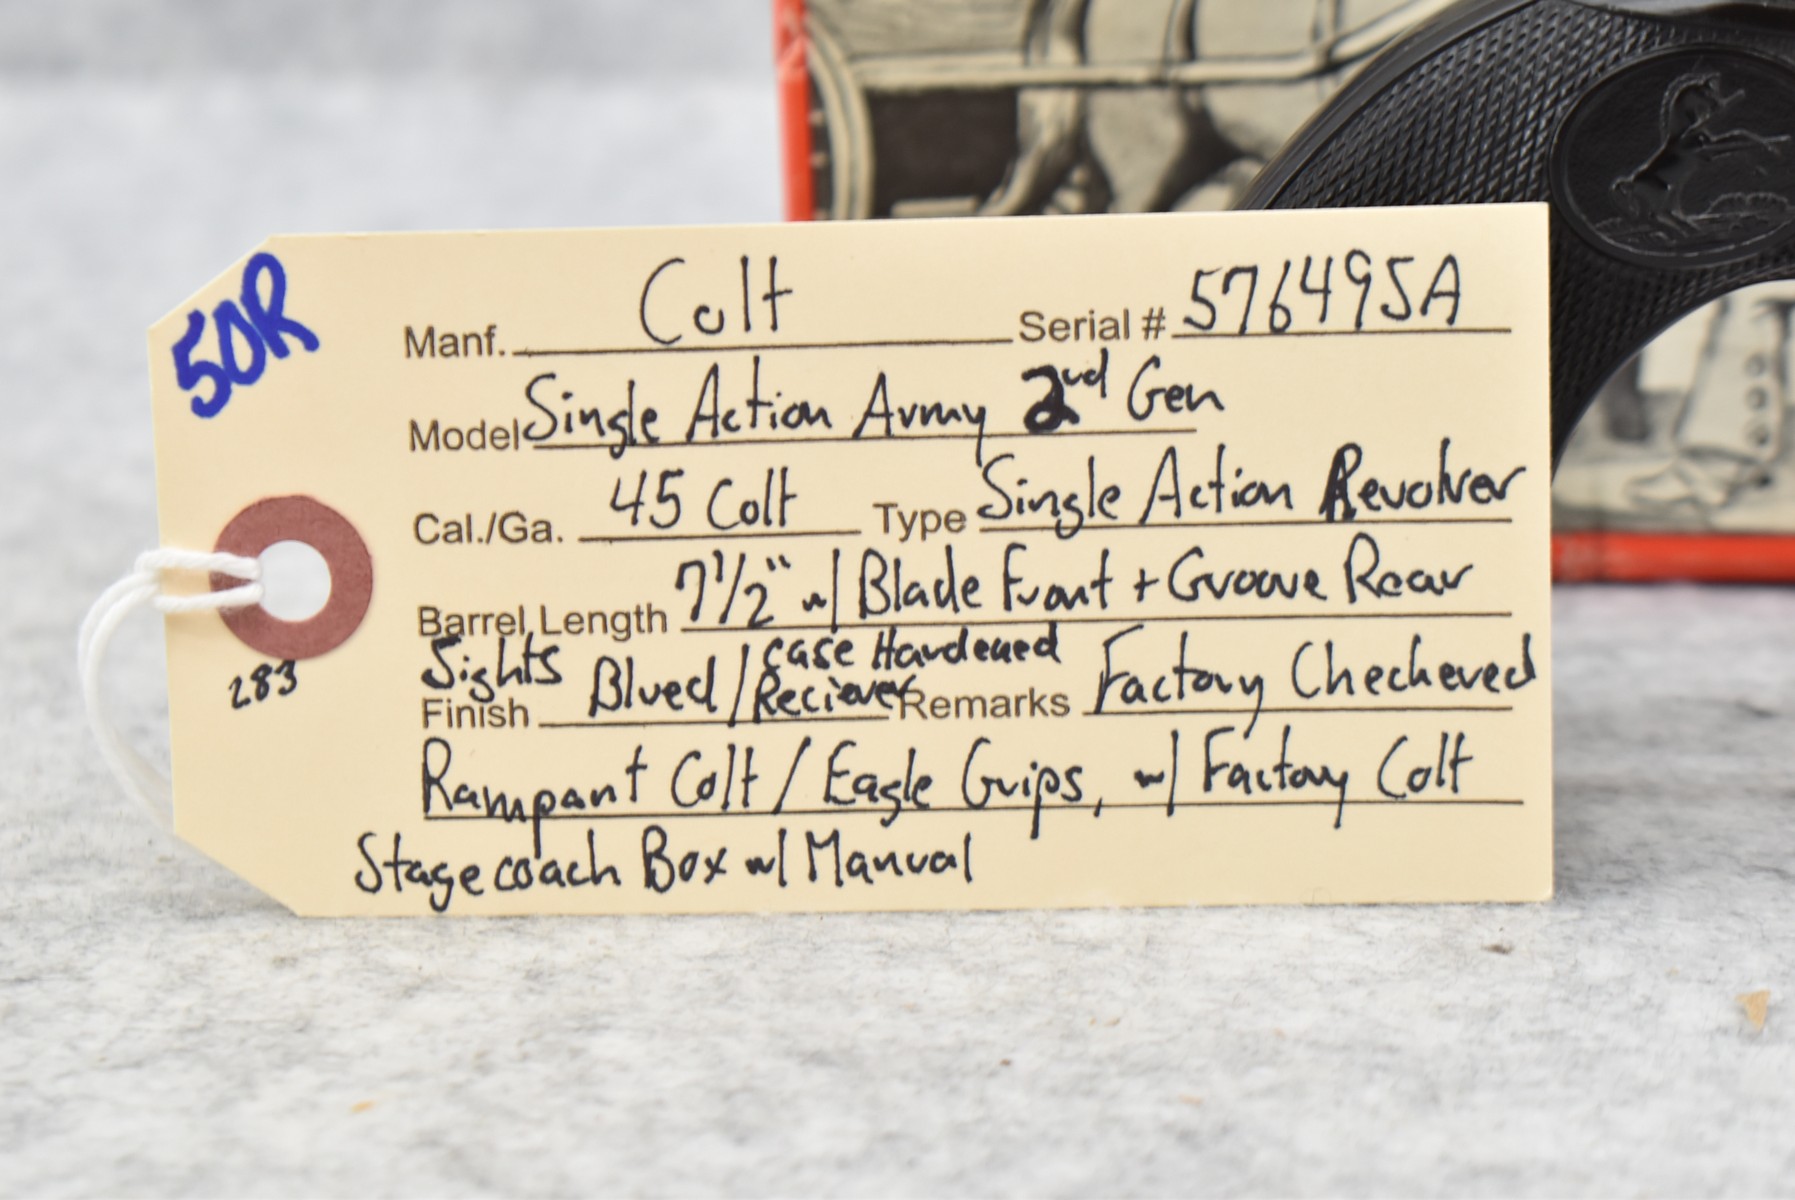 50R
Manf. Colt Serial # 576495A
Model Single Action Army 2nd Gen
Cal./Ga. 45 Colt Type Single Action Revolver
Barrel Length 7 1/2" w/ Blade Front + Groove Rear
Sights
Finish Blued / Case Hardened Reciever Remarks Factory Checkered
283
Rampant Colt / Eagle Grips, w/ Factory Colt
Stagecoach Box w/ Manual